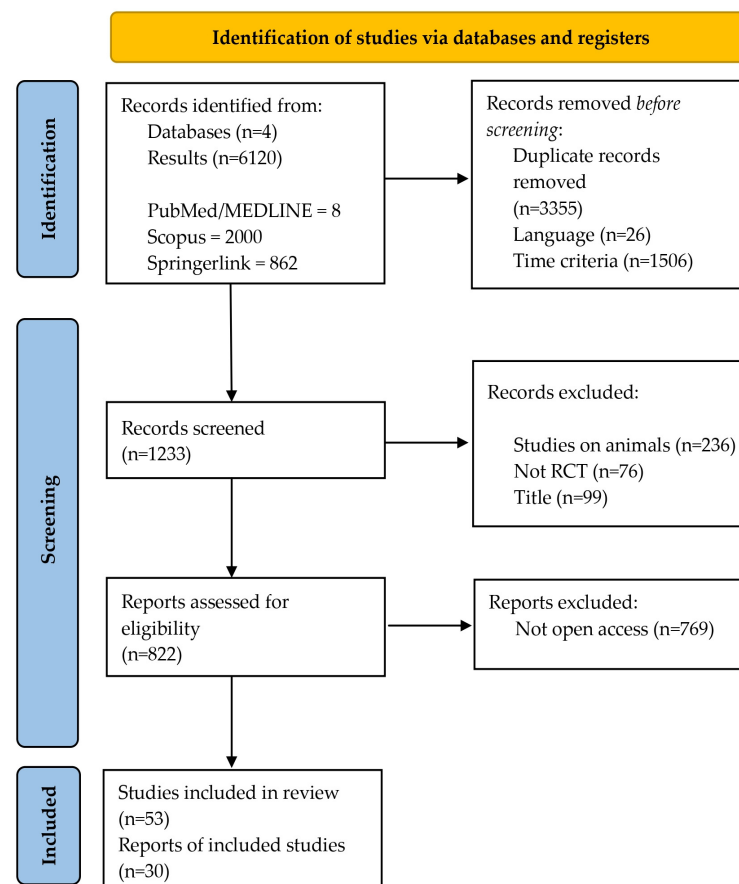 Identification of studies via databases and registers
Identification
Records identified from:
Databases (n=4)
Results (n=6120)
PubMed/MEDLINE = 8
Scopus = 2000
Springerlink = 862
Records removed before
screening:
Duplicate records
removed
(n=3355)
Language (n=26)
Time criteria (n=1506)
Screening
Records screened
(n=1233)
Records excluded:
Studies on animals (n=236)
Not RCT (n=76)
Title (n=99)
Reports assessed for
eligibility
(n=822)
Reports excluded:
Not open access (n=769)
Included
Studies included in review
(n=53)
Reports of included studies
(n=30)